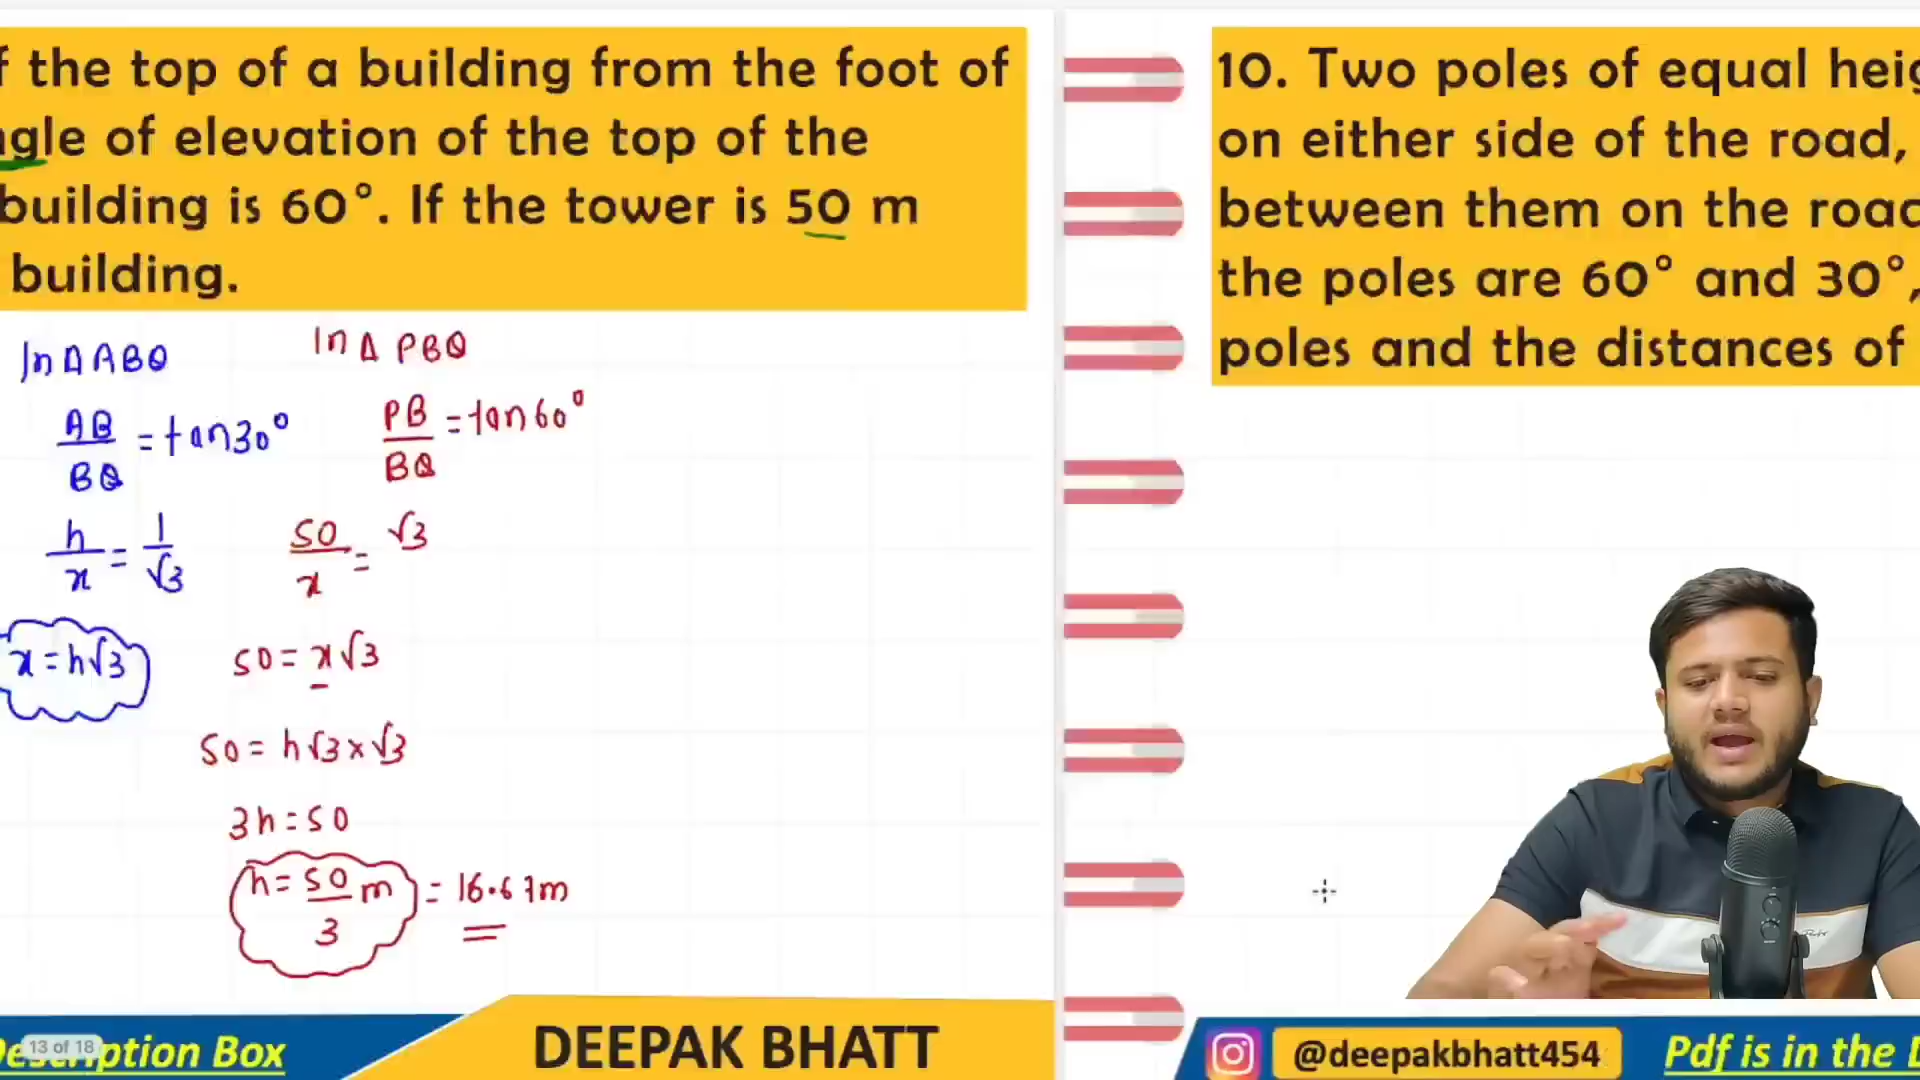 f the top of a building from the foot of
ngle of elevation of the top of the
building is 60°. If the tower is 50 m
building.
In Δ ABQ
AB/BQ = tan30°
h/x = 1/√3
x = h√3
In Δ PBQ
PB/BQ = tan60°
50/x = √3
50 = x√3
50 = h√3 × √3
3h = 50
h = 50/3 m = 16.67m
10. Two poles of equal heig
on either side of the road,
between them on the road
the poles are 60° and 30°,
poles and the distances of
13 of 18
ption Box
DEEPAK BHATT
@deepakbhatt454
Pdf is in the D